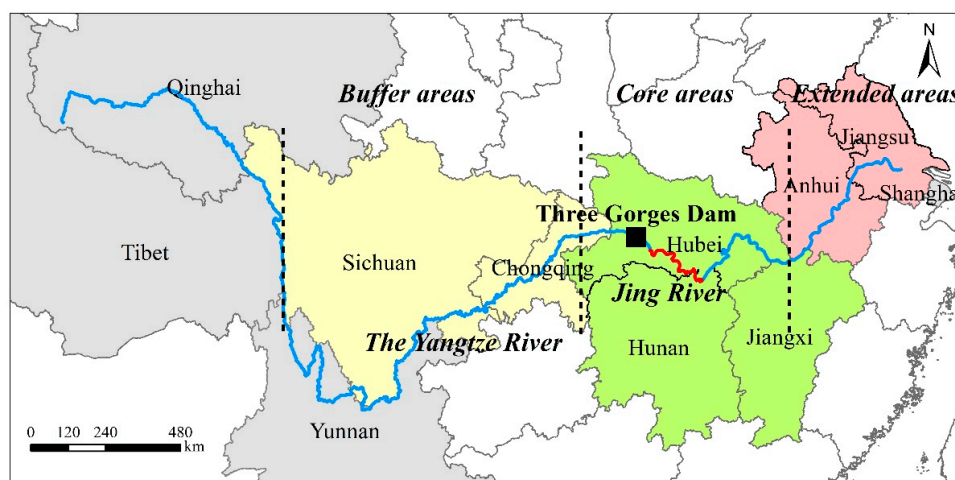 N
Qinghai
Buffer areas
Core areas
Extended areas
Jiangsu
Anhui
Shangha
Three Gorges Dam
Tibet
Hubei
Sichuan
Chongqing
Jing River
The Yangtze River
Hunan
Jiangxi
Yunnan
0 120 240 480
km